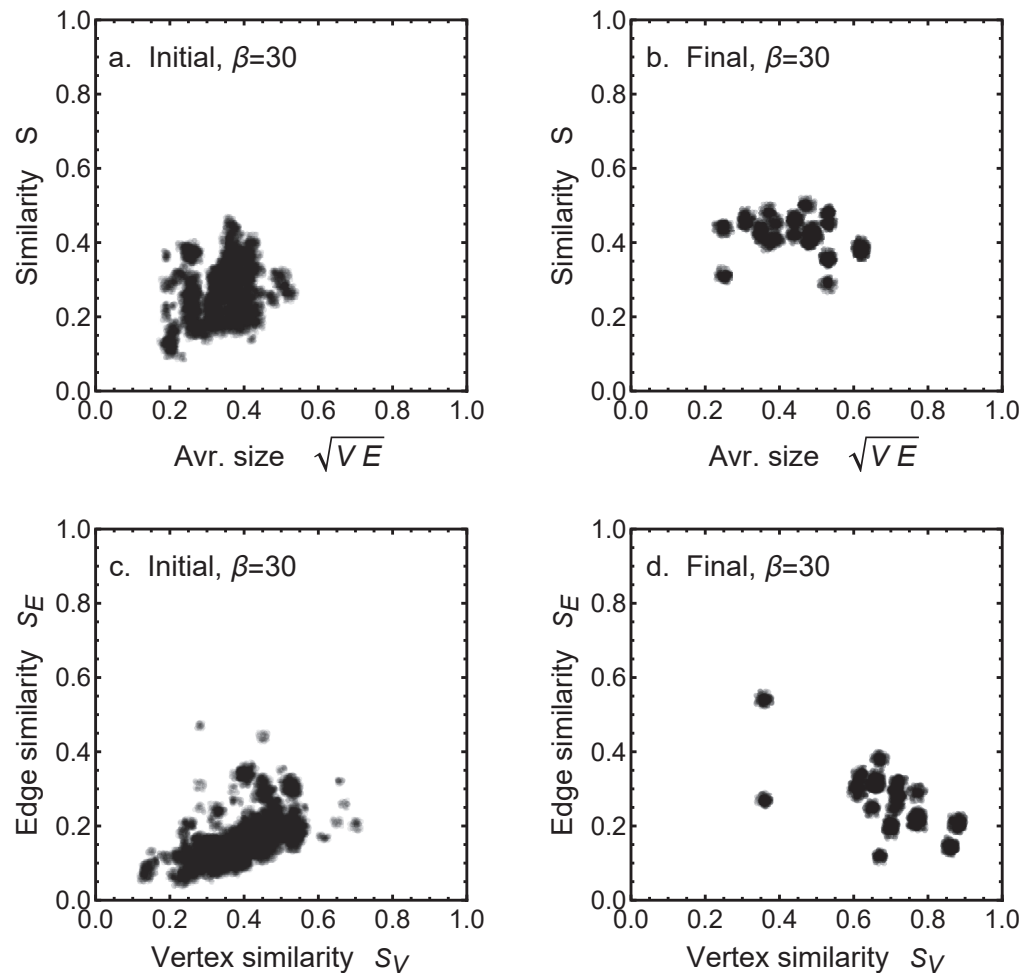 a. Initial, β=30
Similarity S
1.0
0.8
0.6
0.4
0.2
0.0
0.0 0.2 0.4 0.6 0.8 1.0
Avr. size √V E
b. Final, β=30
Similarity S
1.0
0.8
0.6
0.4
0.2
0.0
0.0 0.2 0.4 0.6 0.8 1.0
Avr. size √V E
c. Initial, β=30
Edge similarity S_E
1.0
0.8
0.6
0.4
0.2
0.0
0.0 0.2 0.4 0.6 0.8 1.0
Vertex similarity S_V
d. Final, β=30
Edge similarity S_E
1.0
0.8
0.6
0.4
0.2
0.0
0.0 0.2 0.4 0.6 0.8 1.0
Vertex similarity S_V